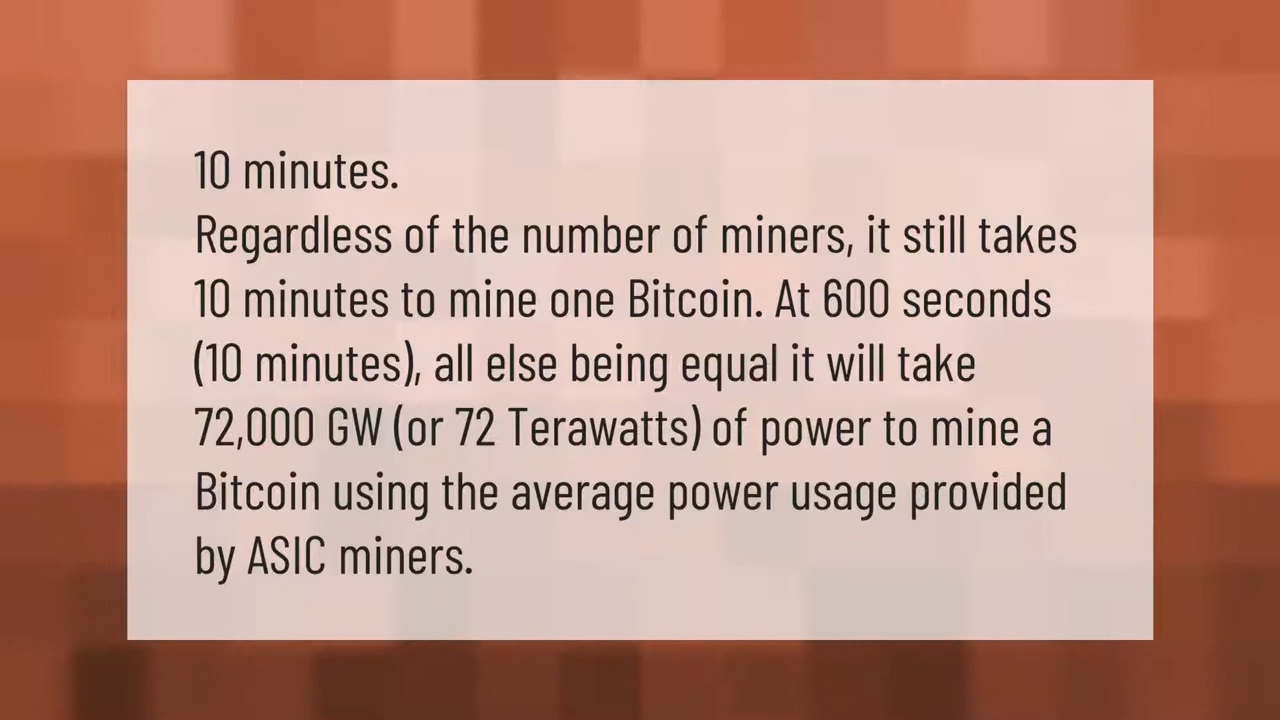 10 minutes.
Regardless of the number of miners, it still takes
10 minutes to mine one Bitcoin. At 600 seconds
(10 minutes), all else being equal it will take
72,000 GW (or 72 Terawatts) of power to mine a
Bitcoin using the average power usage provided
by ASIC miners.